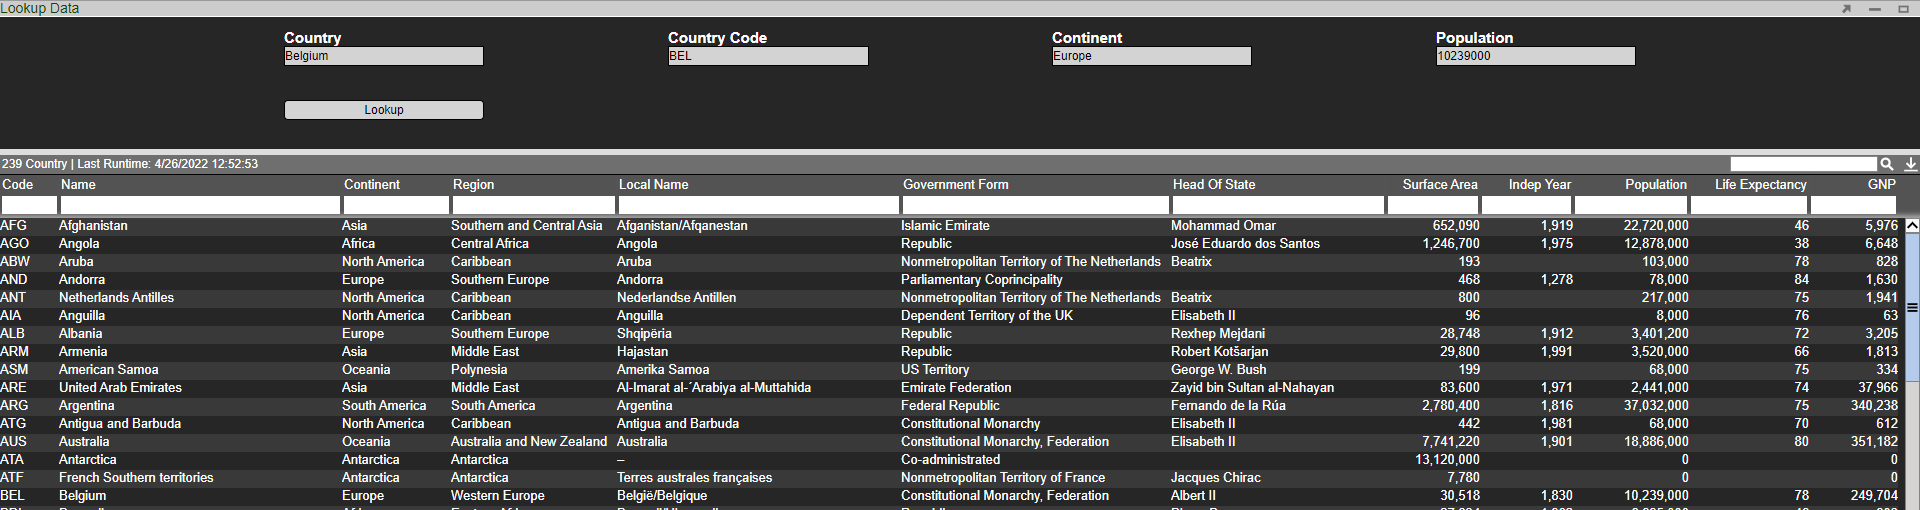 Lookup Data
Country Country Code Continent Population
Belgium BEL Europe 10239000
Lookup
239 Country | Last Runtime: 4/26/2022 12:52:53
Code Name Continent Region Local Name Government Form Head Of State Surface Area Indep Year Population Life Expectancy GNP
AFG Afghanistan Asia Southern and Central Asia Afganistan/Afqanestan Islamic Emirate Mohammad Omar 652,090 1,919 22,720,000 46 5,976
AGO Angola Africa Central Africa Angola Republic José Eduardo dos Santos 1,246,700 1,975 12,878,000 38 6,648
ABW Aruba North America Caribbean Aruba Nonmetropolitan Territory of The Netherlands Beatrix 193 103,000 78 828
AND Andorra Europe Southern Europe Andorra Parliamentary Coprincipality 468 1,278 78,000 84 1,630
ANT Netherlands Antilles North America Caribbean Nederlandse Antillen Nonmetropolitan Territory of The Netherlands Beatrix 800 217,000 75 1,941
AIA Anguilla North America Caribbean Anguilla Dependent Territory of the UK Elisabeth II 96 8,000 76 63
ALB Albania Europe Southern Europe Shqipëria Republic Rexhep Mejdani 28,748 1,912 3,401,200 72 3,205
ARM Armenia Asia Middle East Hajastan Republic Robert Kotšarjan 29,800 1,991 3,520,000 66 1,813
ASM American Samoa Oceania Polynesia Amerika Samoa US Territory George W. Bush 199 68,000 75 334
ARE United Arab Emirates Asia Middle East Al-Imarat al-´Arabiya al-Muttahida Emirate Federation Zayid bin Sultan al-Nahayan 83,600 1,971 2,441,000 74 37,966
ARG Argentina South America South America Argentina Federal Republic Fernando de la Rúa 2,780,400 1,816 37,032,000 75 340,238
ATG Antigua and Barbuda North America Caribbean Antigua and Barbuda Constitutional Monarchy Elisabeth II 442 1,981 68,000 70 612
AUS Australia Oceania Australia and New Zealand Australia Constitutional Monarchy, Federation Elisabeth II 7,741,220 1,901 18,886,000 80 351,182
ATA Antarctica Antarctica Antarctica – Co-administrated 13,120,000 0 0
ATF French Southern territories Antarctica Antarctica Terres australes françaises Nonmetropolitan Territory of France Jacques Chirac 7,780 0 0
BEL Belgium Europe Western Europe België/Belgique Constitutional Monarchy, Federation Albert II 30,518 1,830 10,239,000 78 249,704